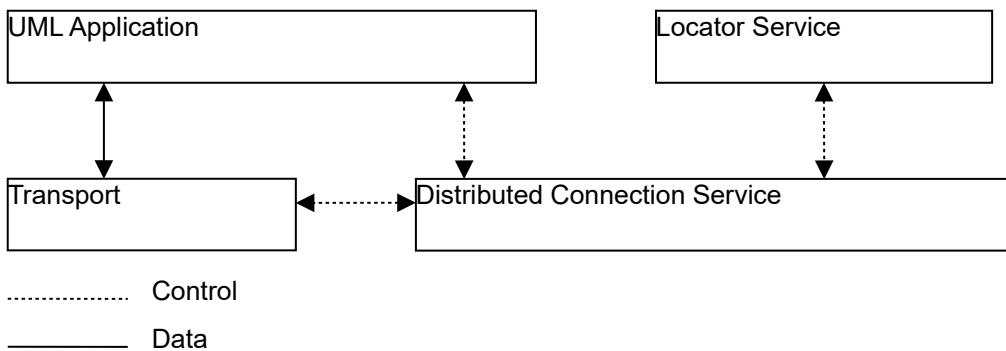 UML Application
Locator Service
Transport
Distributed Connection Service
Control
Data